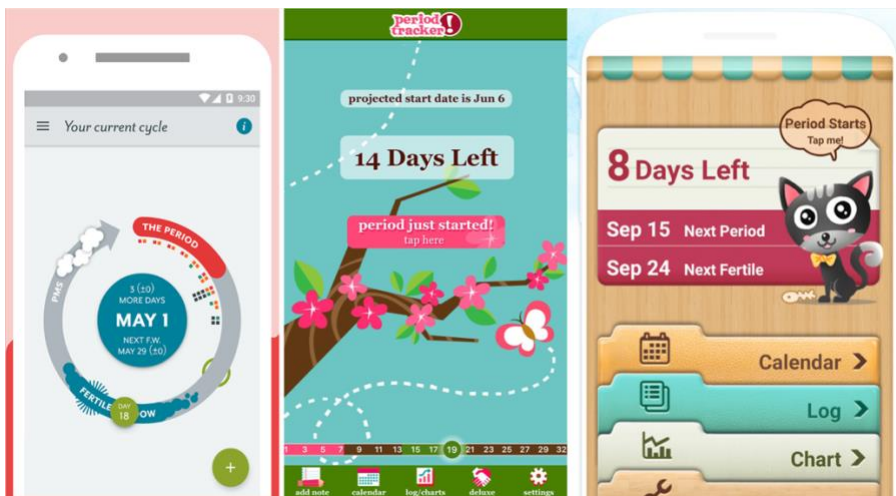 9:30
Your current cycle
i
THE PERIOD
PMS
3 (±0)
MORE DAYS
MAY 1
NEXT F.W.
MAY 29 (±0)
FERTILE
OW
DAY
18
+
period
tracker!
projected start date is Jun 6
14 Days Left
period just started!
tap here
1 3 5 7 9 11 13 15 17 19 21 23 25 27 29 32
add note calendar log/charts deluxe settings
Period Starts
Tap me!
8 Days Left
Sep 15 Next Period
Sep 24 Next Fertile
Calendar
Log
Chart